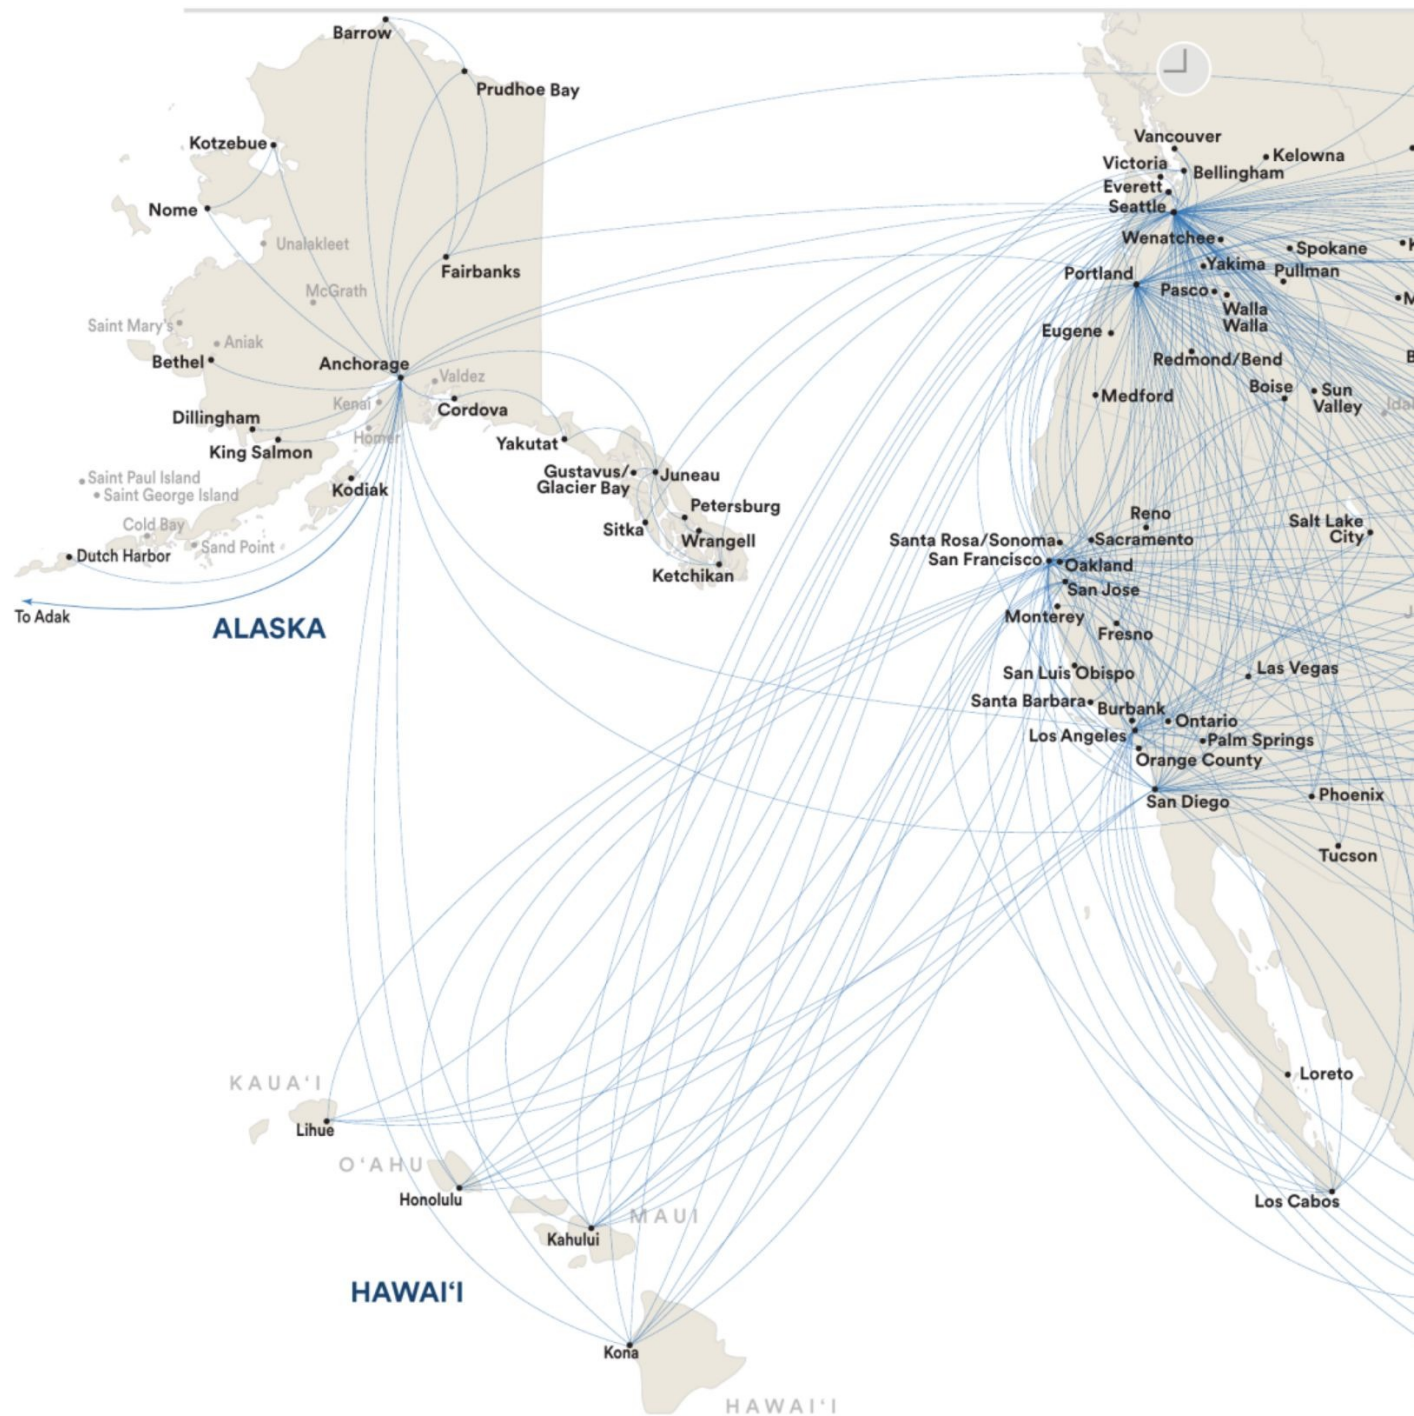 Barrow
Prudhoe Bay
Kotzebue
Nome
Unalakleet
Fairbanks
McGrath
Saint Mary's
Aniak
Bethel
Anchorage
Valdez
Kenai
Cordova
Dillingham
Homer
King Salmon
Yakutat
Saint Paul Island
Saint George Island
Kodiak
Gustavus/
Glacier Bay
Juneau
Petersburg
Cold Bay
Sitka
Wrangell
Sand Point
Dutch Harbor
Ketchikan
To Adak
ALASKA
Vancouver
Victoria
Kelowna
Bellingham
Everett
Seattle
Wenatchee
Spokane
K
Portland
Yakima
Pullman
Pasco
M
Walla
Walla
Eugene
Redmond/Bend
B
Boise
Sun
Valley
Medford
Idah
Reno
Salt Lake
City
Santa Rosa/Sonoma
Sacramento
San Francisco
Oakland
San Jose
Monterey
J
Fresno
San Luis Obispo
Las Vegas
Santa Barbara
Burbank
Ontario
Los Angeles
Palm Springs
Orange County
San Diego
Phoenix
Tucson
Loreto
Los Cabos
KAUAʻI
Lihue
OʻAHU
Honolulu
MAUI
Kahului
HAWAIʻI
Kona
HAWAIʻI